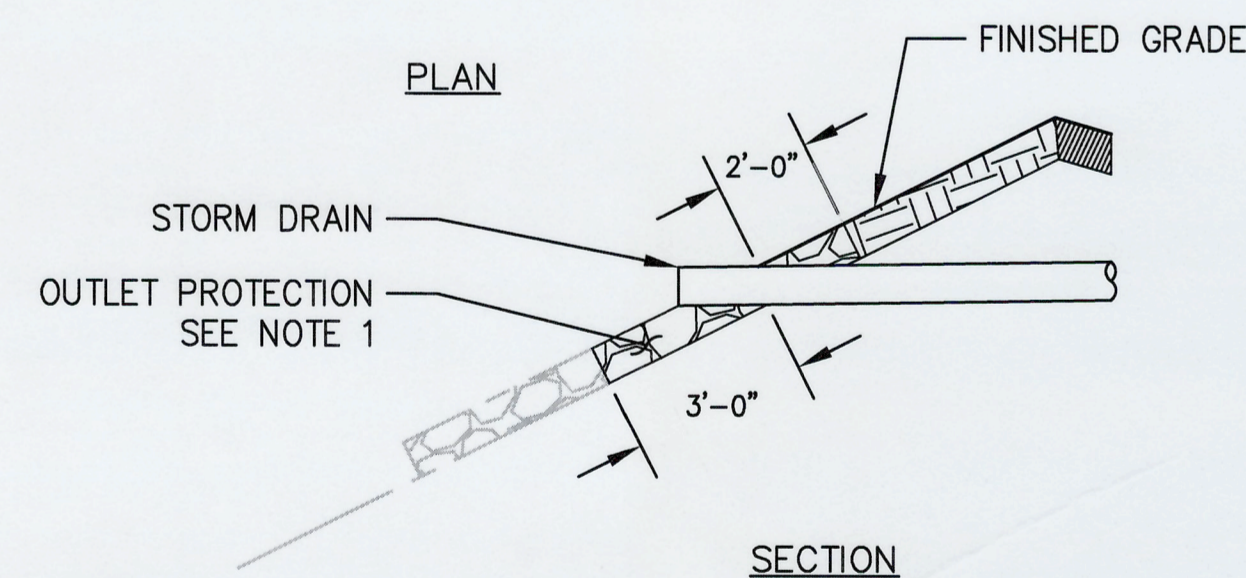 FINISHED GRADE
PLAN
2'-0"
STORM DRAIN
OUTLET PROTECTION
SEE NOTE 1
3'-0"
SECTION